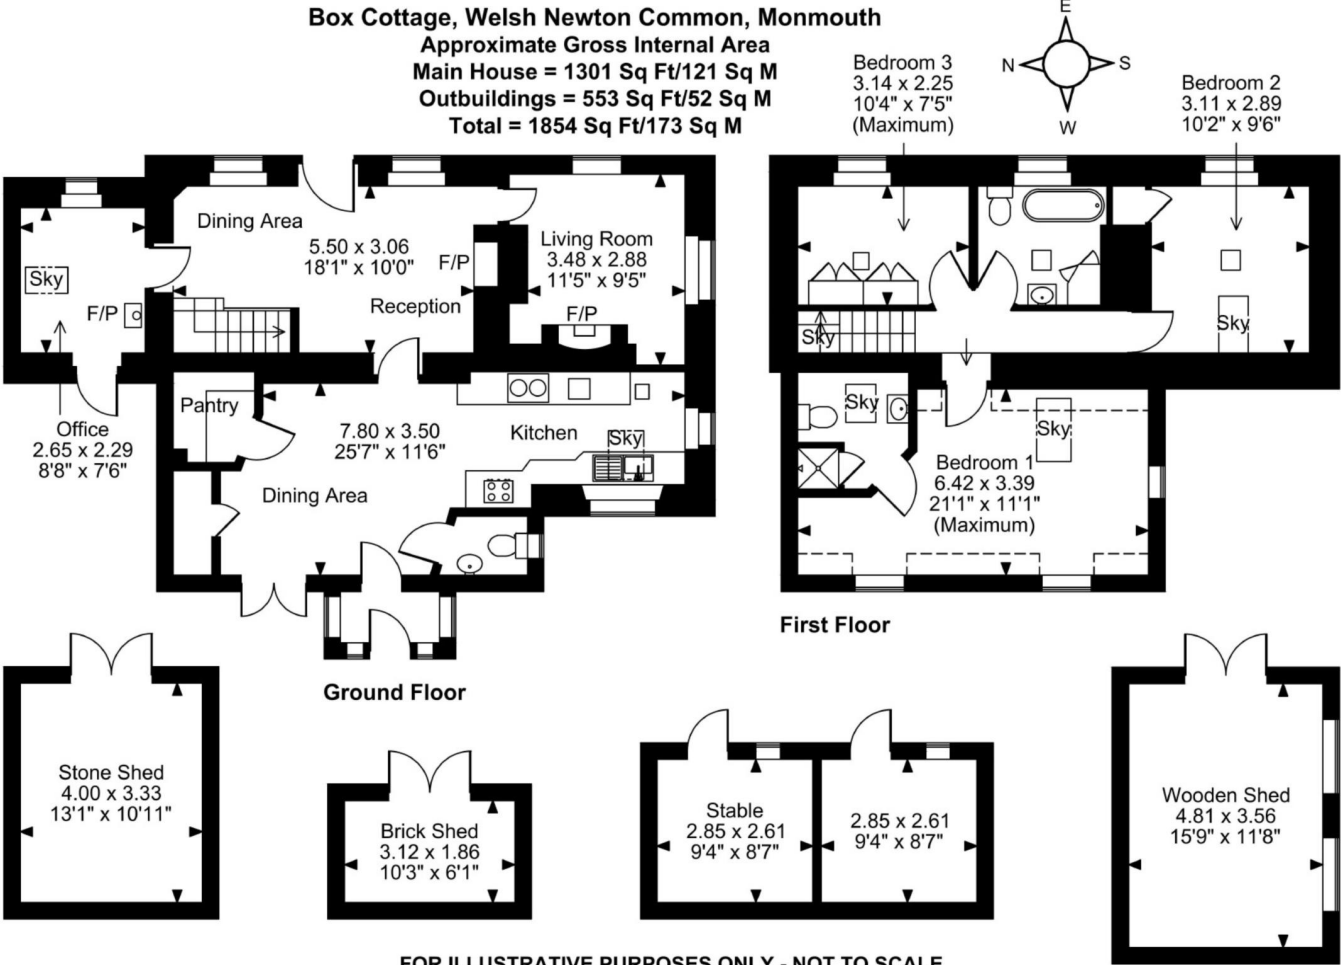 Box Cottage, Welsh Newton Common, Monmouth
Approximate Gross Internal Area
Main House = 1301 Sq Ft/121 Sq M
Outbuildings = 553 Sq Ft/52 Sq M
Total = 1854 Sq Ft/173 Sq M
E
N
S
W
Bedroom 3
3.14 x 2.25
10'4" x 7'5"
(Maximum)
Bedroom 2
3.11 x 2.89
10'2" x 9'6"
Dining Area
5.50 x 3.06
18'1" x 10'0"
F/P
Reception
Living Room
3.48 x 2.88
11'5" x 9'5"
F/P
Sky
F/P
Office
2.65 x 2.29
8'8" x 7'6"
Pantry
7.80 x 3.50
25'7" x 11'6"
Kitchen
Sky
Dining Area
Sky
Sky
Sky
Sky
Bedroom 1
6.42 x 3.39
21'1" x 11'1"
(Maximum)
First Floor
Ground Floor
Stone Shed
4.00 x 3.33
13'1" x 10'11"
Brick Shed
3.12 x 1.86
10'3" x 6'1"
Stable
2.85 x 2.61
9'4" x 8'7"
2.85 x 2.61
9'4" x 8'7"
Wooden Shed
4.81 x 3.56
15'9" x 11'8"
FOR ILLUSTRATIVE PURPOSES ONLY - NOT TO SCALE